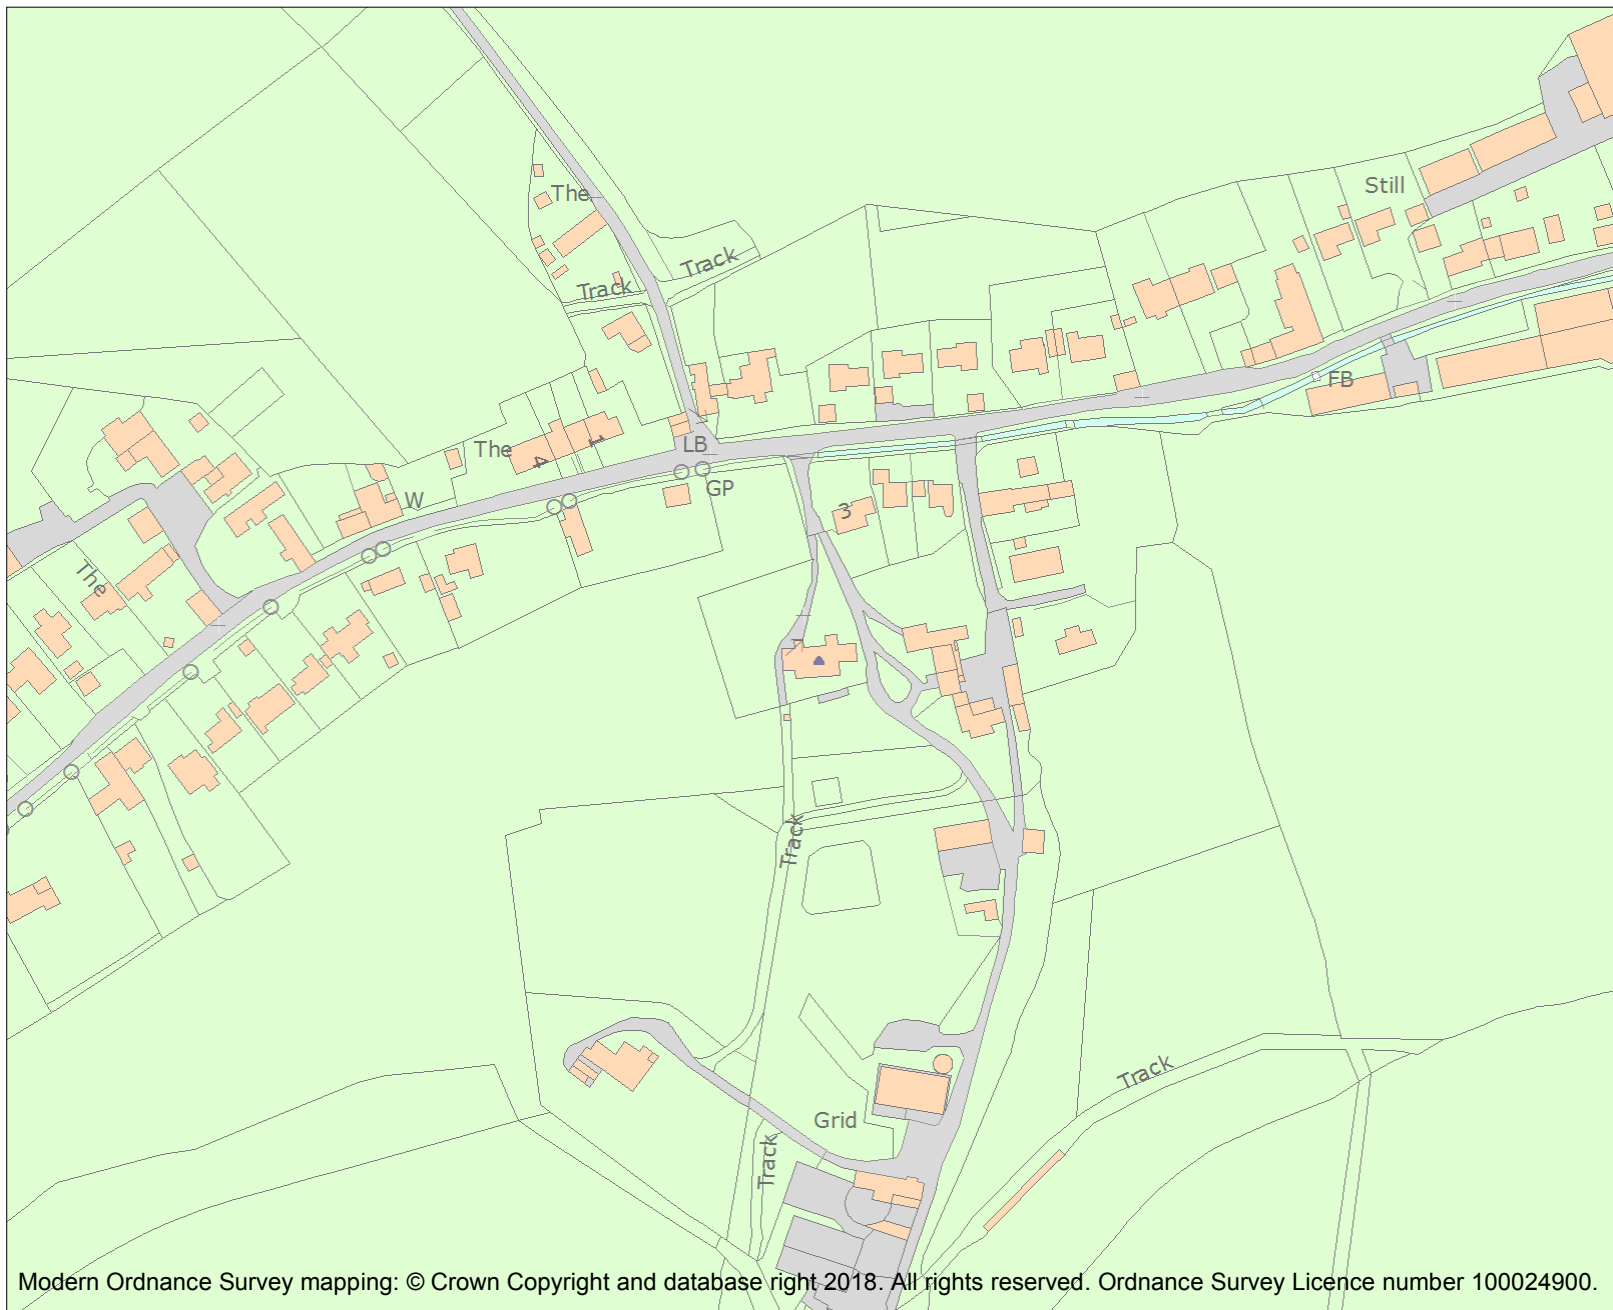 The
Still
Track
Track
FB
The
1
4
LB
W
GP
3
The
Track
Track
Grid
Track
Modern Ordnance Survey mapping: © Crown Copyright and database right 2018. All rights reserved. Ordnance Survey Licence number 100024900.